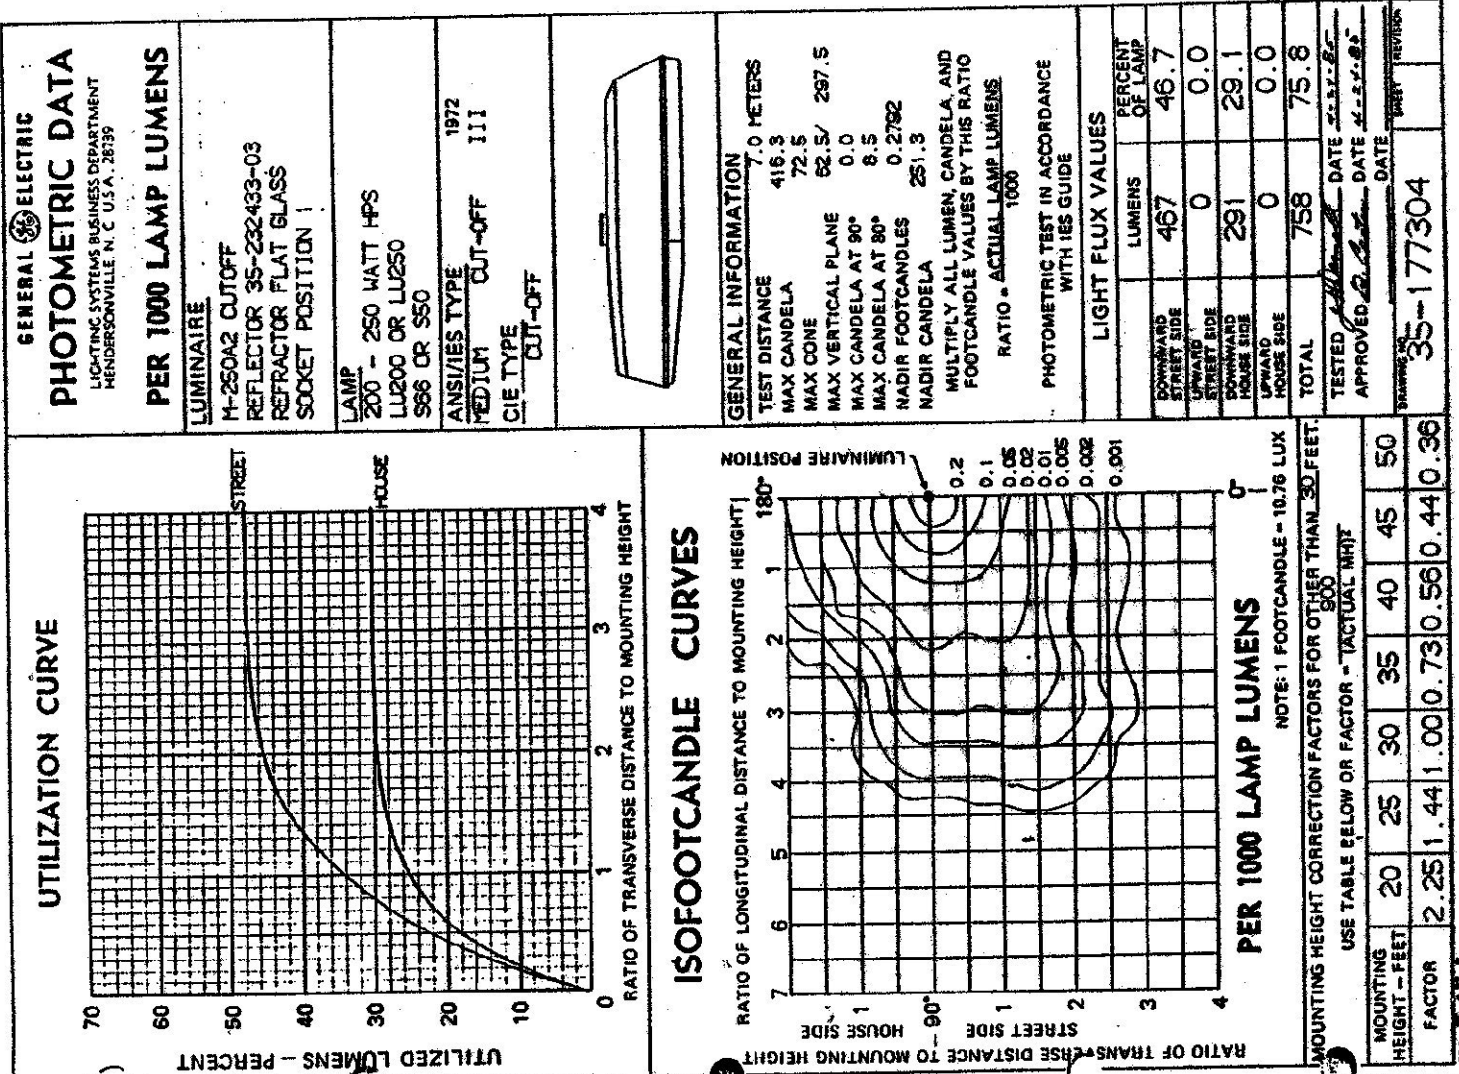 GENERAL ELECTRIC
PHOTOMETRIC DATA
LIGHTING SYSTEMS BUSINESS DEPARTMENT
HENDERSONVILLE, N. C. U.S.A. 28739
PER 1000 LAMP LUMENS
LUMINAIRE
M-250A2 CUTOFF
REFLECTOR 35-232433-03
REFRACTOR FLAT GLASS
SOCKET POSITION 1
LAMP
200 - 250 WATT HPS
LU200 OR LU250
S66 OR S50
ANSI/IES TYPE 1972
MEDIUM CUT-OFF III
CIE TYPE
CUT-OFF
GENERAL INFORMATION
TEST DISTANCE 7.0 METERS
MAX CANDELA 416.3
MAX CONE 72.5
MAX VERTICAL PLANE 62.5/ 297.5
MAX CANDELA AT 90° 0.0
MAX CANDELA AT 80° 8.5
NADIR FOOTCANDLES 0.2792
NADIR CANDELA 251.3
MULTIPLY ALL LUMEN, CANDELA, AND
FOOTCANDLE VALUES BY THIS RATIO
RATIO = ACTUAL LAMP LUMENS
1000
PHOTOMETRIC TEST IN ACCORDANCE
WITH IES GUIDE
LIGHT FLUX VALUES
LUMENS PERCENT OF LAMP
DOWNWARD STREET SIDE 467 46.7
UPWARD STREET SIDE 0 0.0
DOWNWARD HOUSE SIDE 291 29.1
UPWARD HOUSE SIDE 0 0.0
TOTAL 758 75.8
TESTED DATE
APPROVED DATE 4-24-85
DATE
DRAWING NO. 35-177304 SHEET REVISION
UTILIZATION CURVE
UTILIZED LUMENS - PERCENT
70
60
50
40
30
20
10
0 1 2 3 4
STREET
HOUSE
RATIO OF TRANSVERSE DISTANCE TO MOUNTING HEIGHT
ISOFOOTCANDLE CURVES
RATIO OF LONGITUDINAL DISTANCE TO MOUNTING HEIGHT
7 6 5 4 3 2 1 180°
LUMINAIRE POSITION
RATIO OF TRANSVERSE DISTANCE TO MOUNTING HEIGHT
HOUSE SIDE
STREET SIDE
1
90°
1
2
3
4
0.2
0.1
0.05
0.02
0.01
0.005
0.002
0.001
0°
PER 1000 LAMP LUMENS
NOTE: 1 FOOTCANDLE = 10.76 LUX
MOUNTING HEIGHT CORRECTION FACTORS FOR OTHER THAN 30 FEET.
USE TABLE BELOW OR FACTOR = 900
(ACTUAL MH)²
MOUNTING HEIGHT - FEET 20 25 30 35 40 45 50
FACTOR 2.25 1.44 1.00 0.73 0.56 0.44 0.36